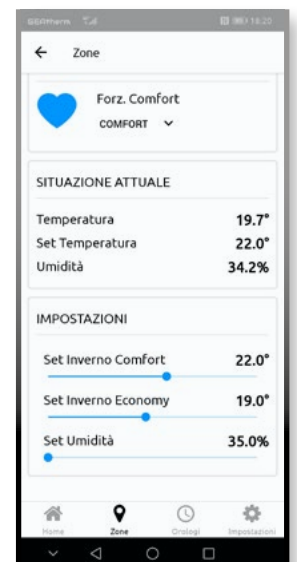 Zone
Forz. Comfort
COMFORT
SITUAZIONE ATTUALE
Temperatura 19.7°
Set Temperatura 22.0°
Umidità 34.2%
IMPOSTAZIONI
Set Inverno Comfort 22.0°
Set Inverno Economy 19.0°
Set Umidità 35.0%
Home Zone Orologi Impostazioni